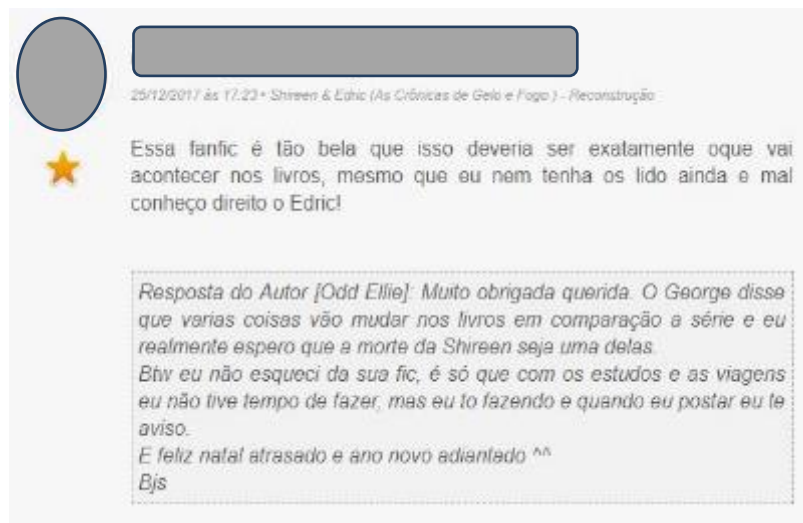 25/12/2017 às 17:23 • Shireen & Edric (As Crônicas de Gelo e Fogo ) - Reconstrução
Essa fanfic é tão bela que isso deveria ser exatamente oque vai
acontecer nos livros, mesmo que eu nem tenha os lido ainda e mal
conheço direito o Edric!
Resposta do Autor [Odd Ellie]: Muito obrigada querida. O George disse
que varias coisas vão mudar nos livros em comparação a série e eu
realmente espero que a morte da Shireen seja uma delas.
Btw eu não esqueci da sua fic, é só que com os estudos e as viagens
eu não tive tempo de fazer, mas eu to fazendo e quando eu postar eu te
aviso.
E feliz natal atrasado e ano novo adiantado ^^
Bjs